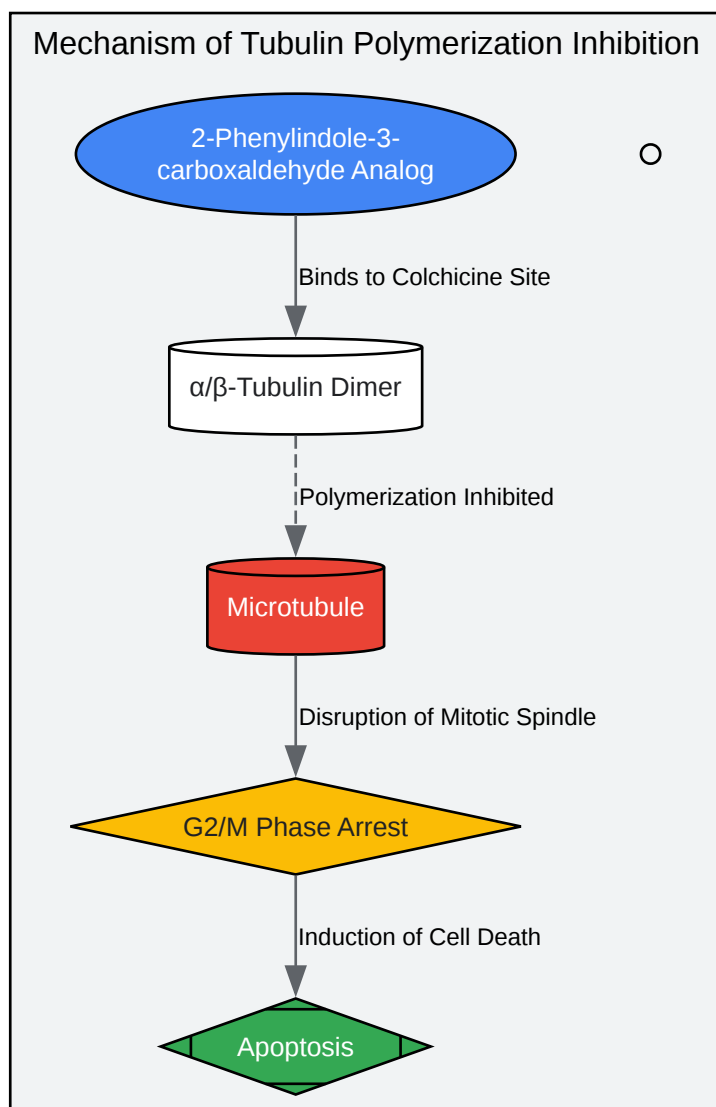 Mechanism of Tubulin Polymerization Inhibition
2-Phenylindole-3-
carboxaldehyde Analog
Binds to Colchicine Site
α/β-Tubulin Dimer
Polymerization Inhibited
Microtubule
Disruption of Mitotic Spindle
G2/M Phase Arrest
Induction of Cell Death
Apoptosis